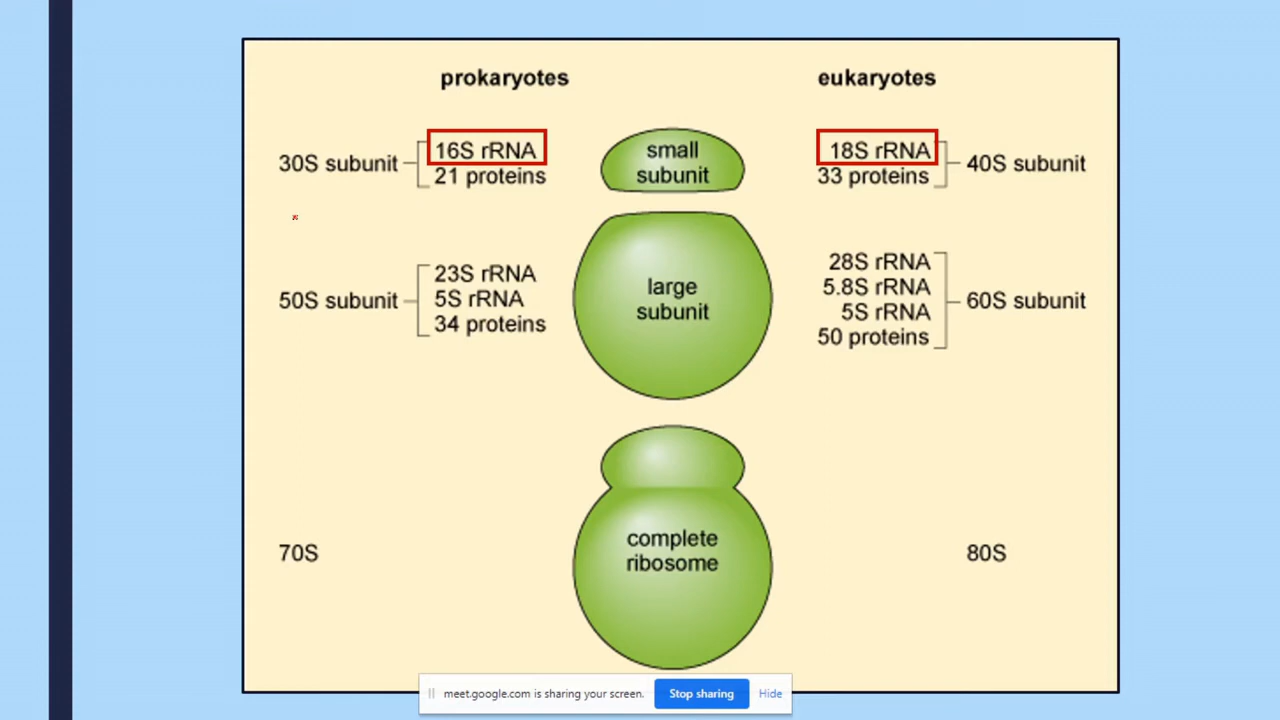 prokaryotes
eukaryotes
30S subunit
16S rRNA
21 proteins
small
subunit
18S rRNA
33 proteins
40S subunit
50S subunit
23S rRNA
5S rRNA
34 proteins
large
subunit
28S rRNA
5.8S rRNA
5S rRNA
50 proteins
60S subunit
70S
complete
ribosome
80S
meet.google.com is sharing your screen.
Stop sharing
Hide